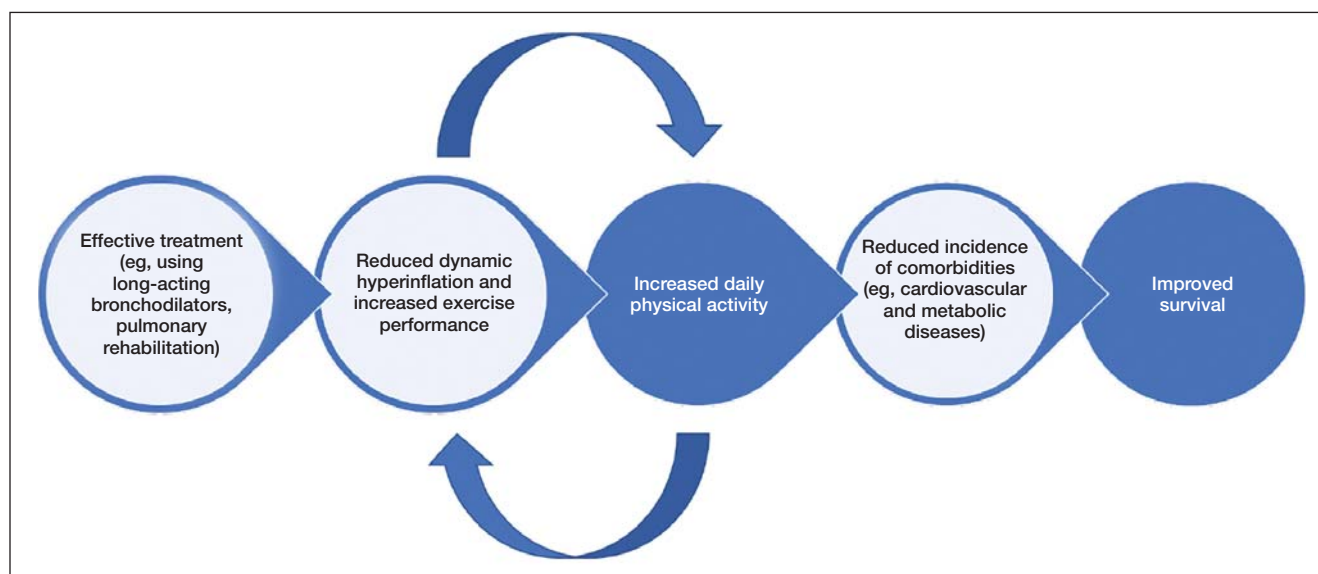 Effective treatment
(eg, using
long-acting
bronchodilators,
pulmonary
rehabilitation)
Reduced dynamic
hyperinflation and
increased exercise
performance
Increased daily
physical activity
Reduced incidence
of comorbidities
(eg, cardiovascular
and metabolic
diseases)
Improved
survival